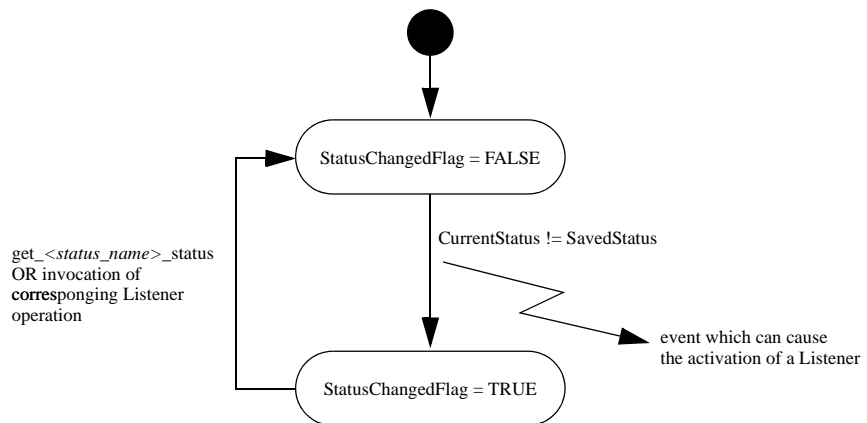 StatusChangedFlag = FALSE
CurrentStatus != SavedStatus
get_<status_name>_status
OR invocation of
corresponging Listener
operation
event which can cause
the activation of a Listener
StatusChangedFlag = TRUE